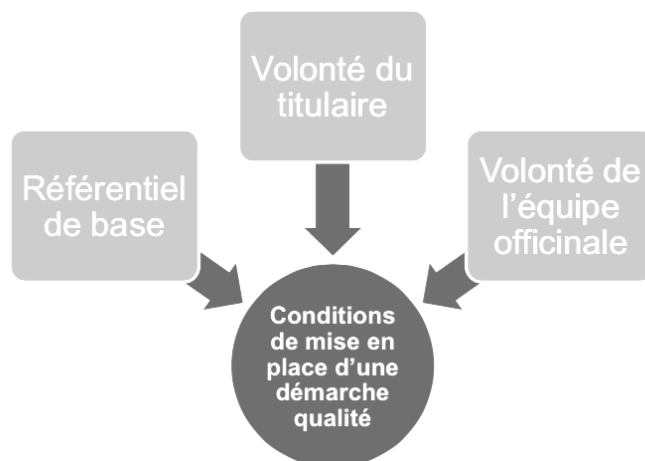 Volonté du
titulaire
Référentiel
de base
Volonté de
l'équipe
officinale
Conditions
de mise en
place d'une
démarche
qualité